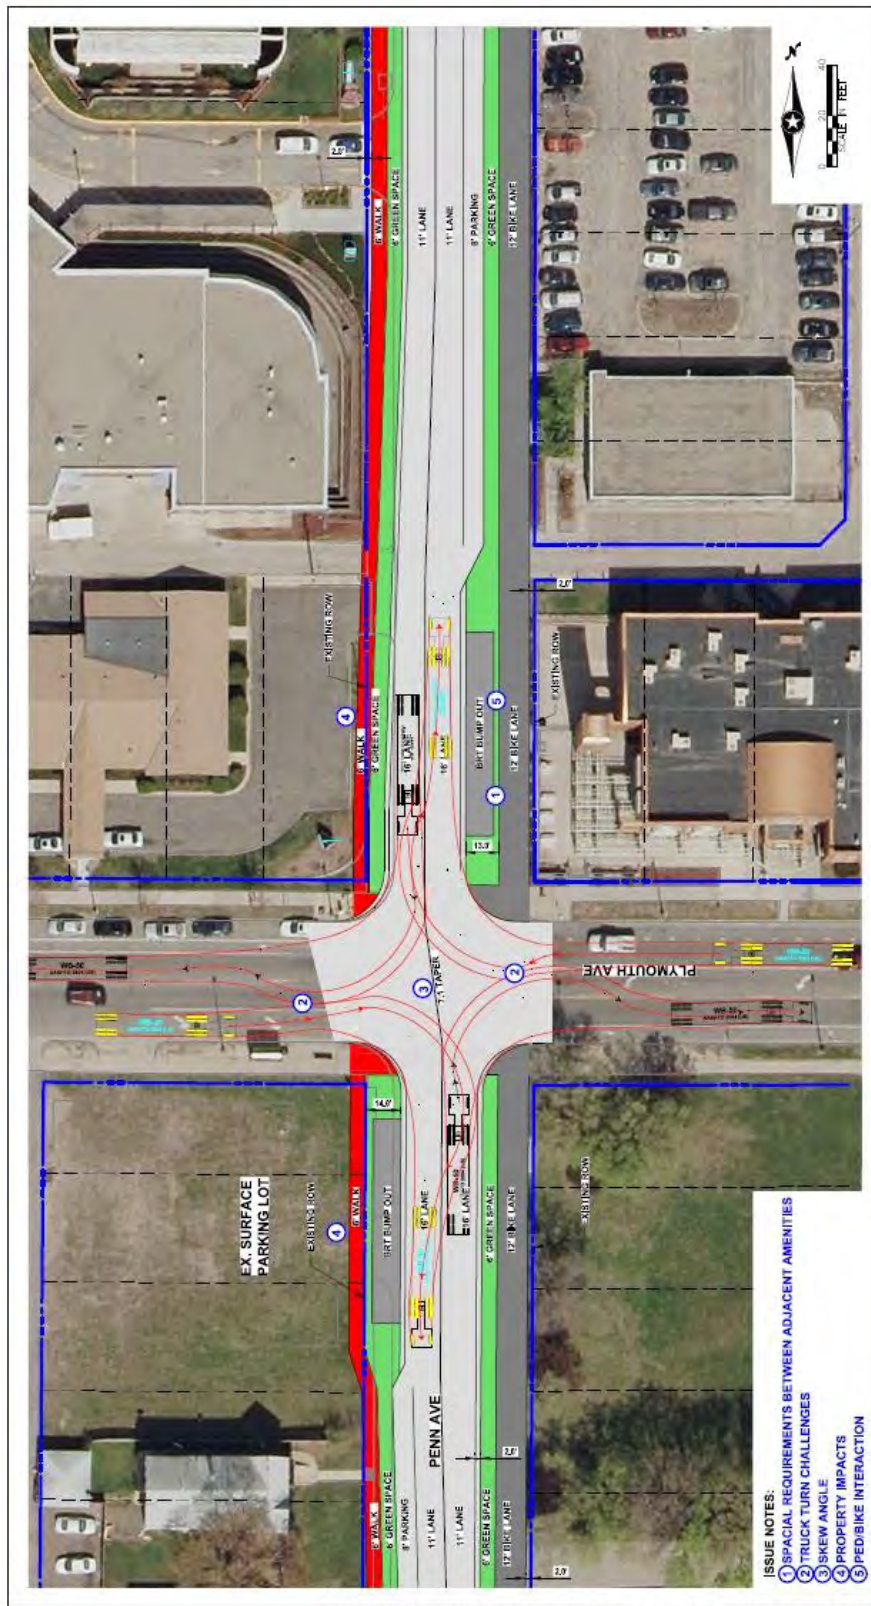 40
20
0
SCALE IN FEET
2.0'
6' WALK
6' GREEN SPACE
11' LANE
11' LANE
8' PARKING
6' GREEN SPACE
12' BIKE LANE
EXISTING ROW
4
6' WALK
6' GREEN SPACE
16' LANE
16' LANE
BRT BUMP OUT
5
1
12' BIKE LANE
13.0'
2.0'
EXISTING ROW
2
3
7:1 TAPER
2
PLYMOUTH AVE
WB-50
WB-50
14.0'
EX. SURFACE
PARKING LOT
EXISTING ROW
4
6' WALK
BRT BUMP OUT
16' LANE
WB-50
16' LANE
6' GREEN SPACE
12' BIKE LANE
EXISTING ROW
PENN AVE
6' WALK
6' GREEN SPACE
8' PARKING
11' LANE
11' LANE
6' GREEN SPACE
12' BIKE LANE
2.0'
2.0'
ISSUE NOTES:
1 SPACIAL REQUIREMENTS BETWEEN ADJACENT AMENITIES
2 TRUCK TURN CHALLENGES
3 SKEW ANGLE
4 PROPERTY IMPACTS
5 PED/BIKE INTERACTION